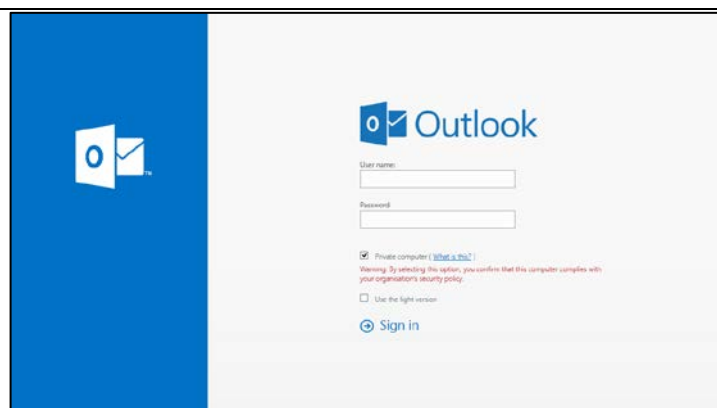 O
TM
O Outlook
User name:
Password:
Private computer ( What is this? )
Warning: By selecting this option, you confirm that this computer complies with
your organisation's security policy.
Use the light version
Sign in